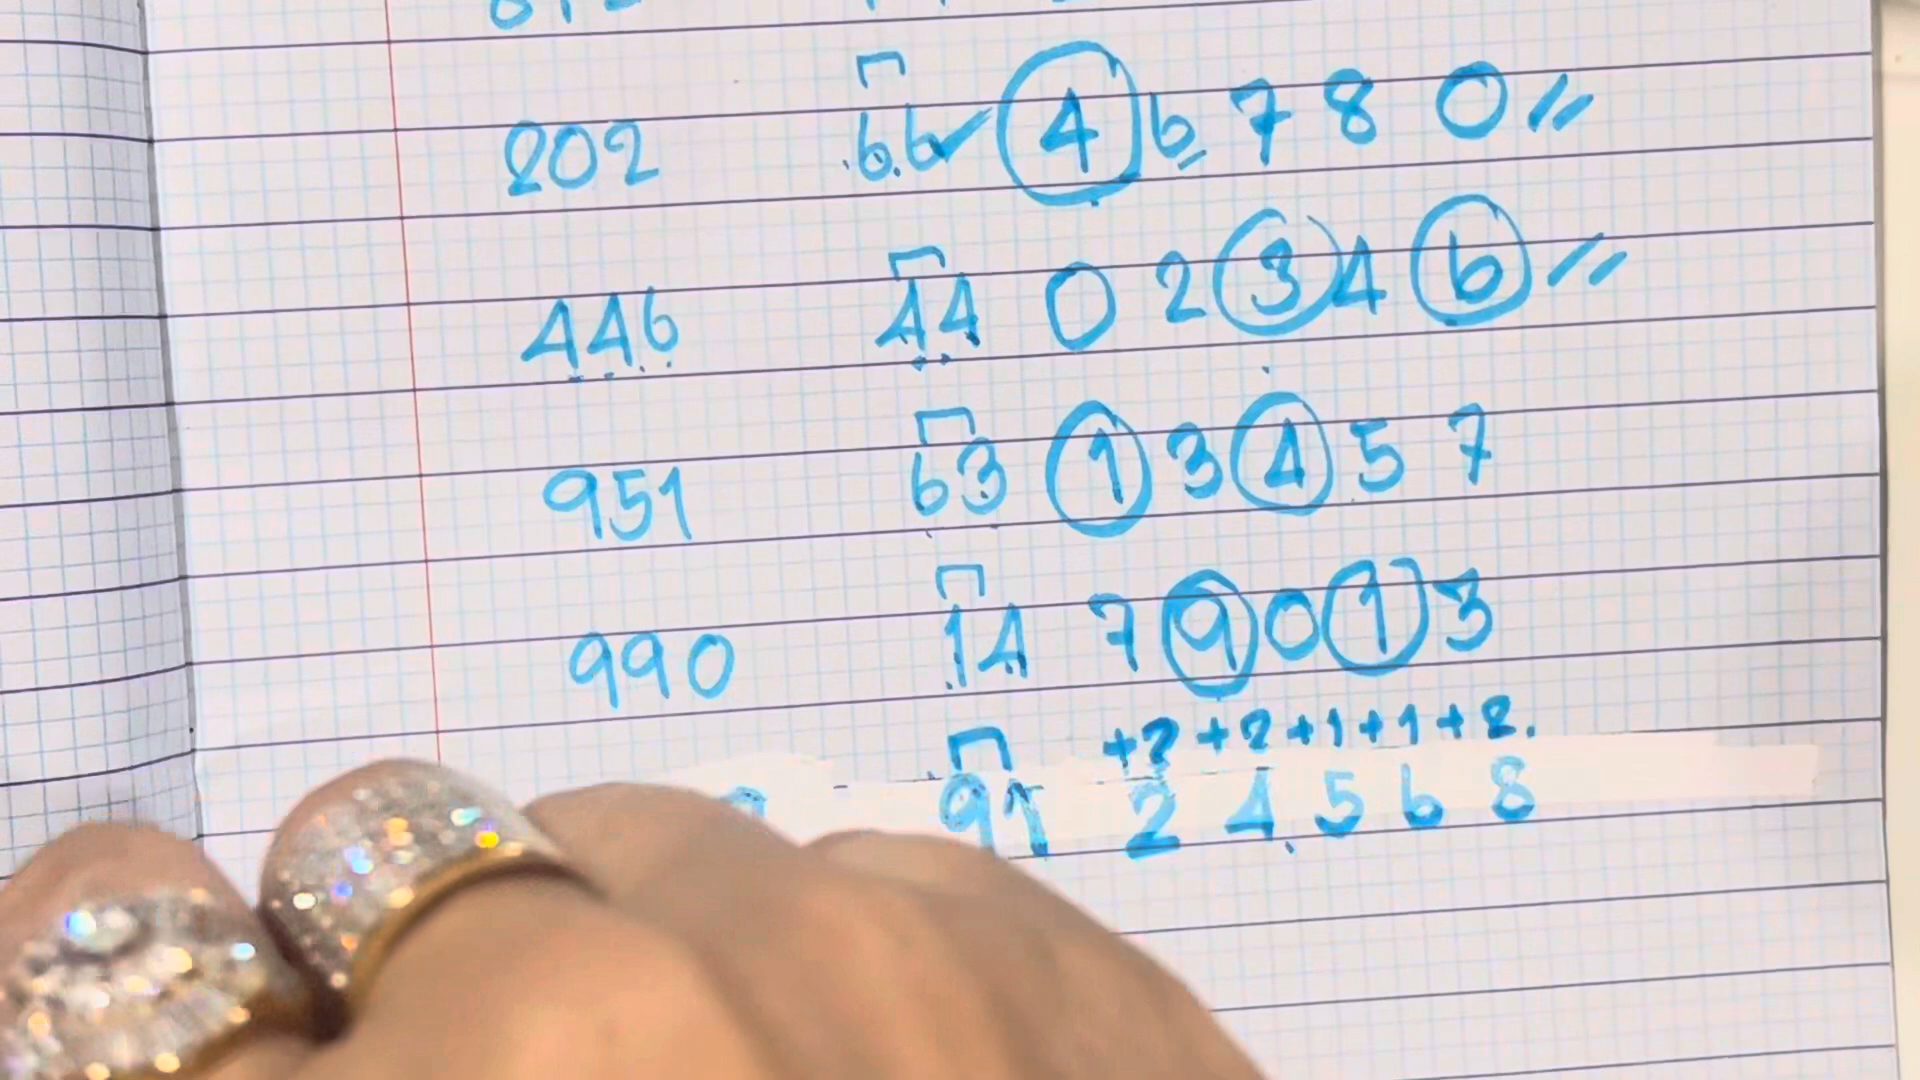 202 66✓ 4 6 7 8 0 //
446 44 0 2 3 4 6 //
951 63 1 3 4 5 7
990 14 7 9 0 1 3
+2 +2 +1 +1 +2.
91 2 4 5 6 8